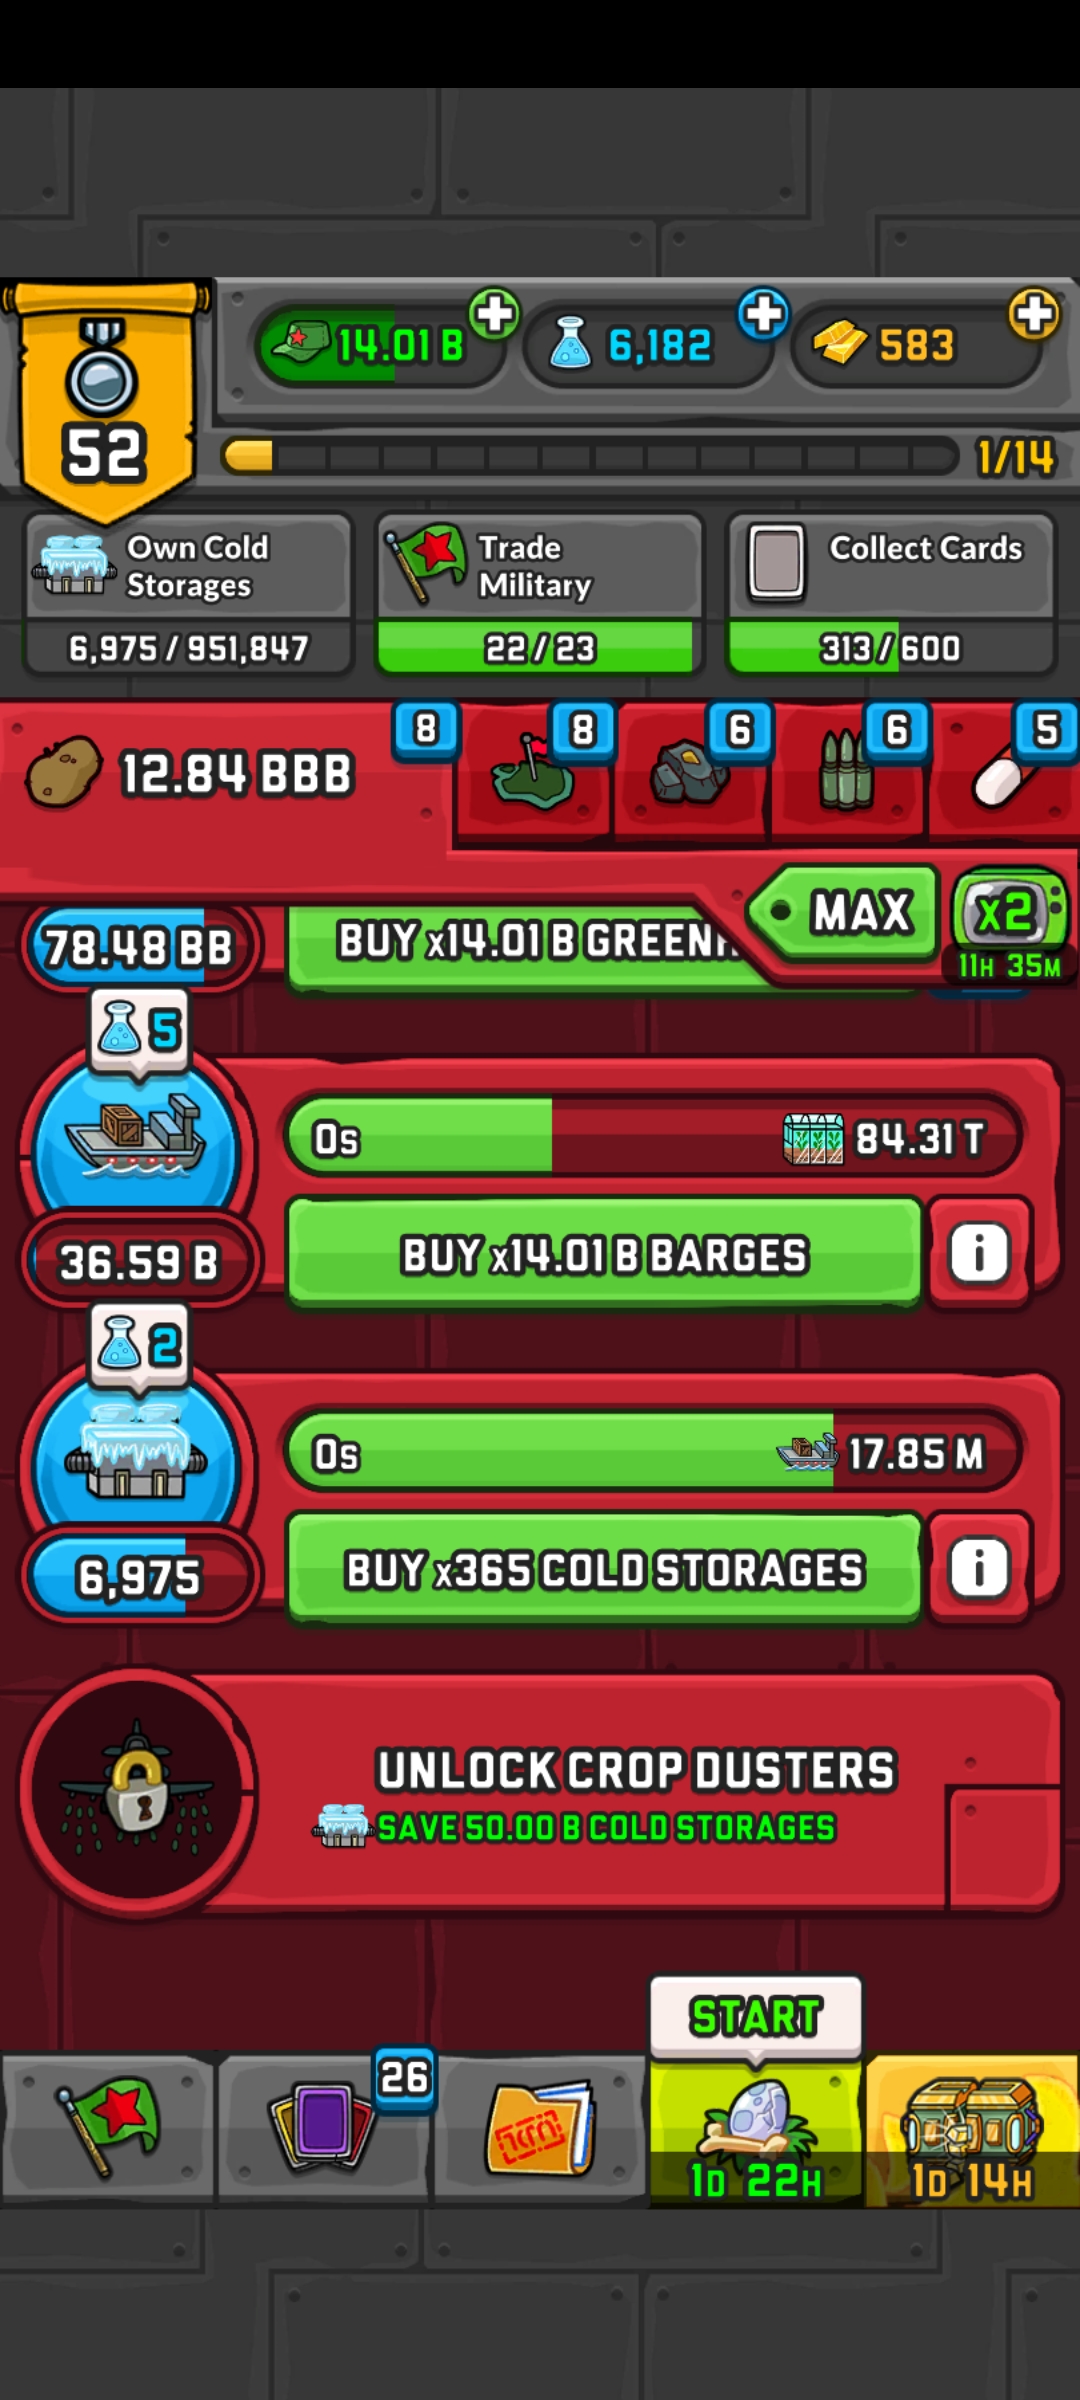 14.01 B
6,182
583
52
1/14
Own Cold
Storages
6,975 / 951,847
Trade
Military
22 / 23
Collect Cards
313 / 600
12.84 BBB
8
8
6
6
5
MAX
x2
11H 35M
78.48 BB
BUY x14.01 B
5
0s
84.31 T
36.59 B
BUY x14.01 B BARGES
i
2
0s
17.85 M
6,975
BUY x365 COLD STORAGES
i
UNLOCK CROP DUSTERS
SAVE 50.00 B COLD STORAGES
START
26
1D 22H
1D 14H